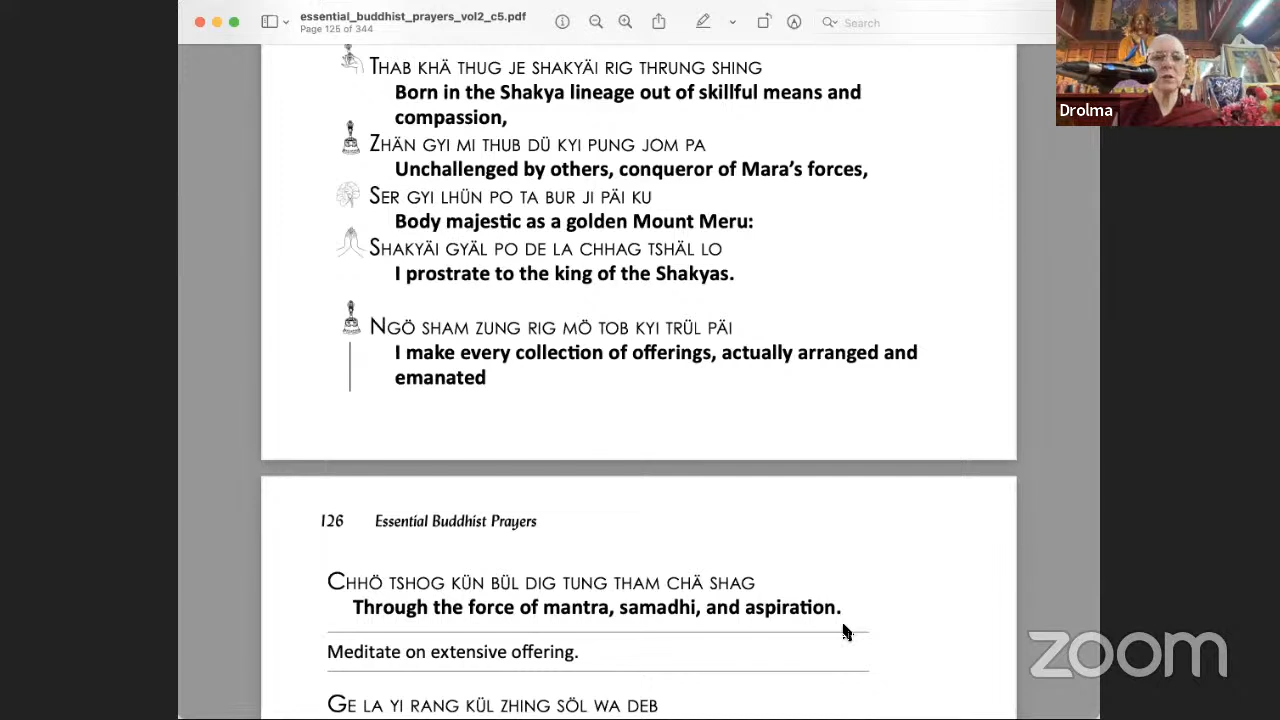 essential_buddhist_prayers_vol2_c5.pdf
Page 125 of 344
Search
Drolma
THAB KHÄ THUG JE SHAKYÄI RIG THRUNG SHING
Born in the Shakya lineage out of skillful means and
compassion,
ZHÄN GYI MI THUB DÜ KYI PUNG JOM PA
Unchallenged by others, conqueror of Mara's forces,
SER GYI LHÜN PO TA BUR JI PÄI KU
Body majestic as a golden Mount Meru:
SHAKYÄI GYÄL PO DE LA CHHAG TSHÄL LO
I prostrate to the king of the Shakyas.
NGÖ SHAM ZUNG RIG MÖ TOB KYI TRÜL PÄI
I make every collection of offerings, actually arranged and
emanated
126 Essential Buddhist Prayers
CHHÖ TSHOG KÜN BÜL DIG TUNG THAM CHÄ SHAG
Through the force of mantra, samadhi, and aspiration.
Meditate on extensive offering.
GE LA YI RANG KÜL ZHING SÖL WA DEB
zoom